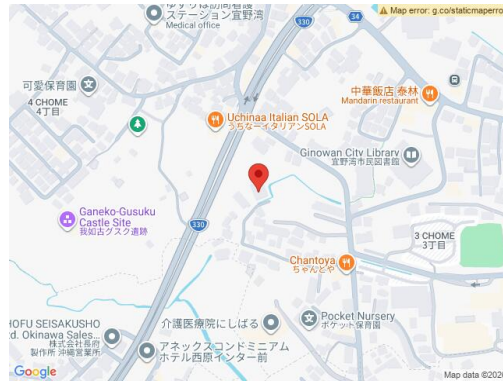 ステーション宜野湾
Medical office
330
34
⚠ Map error: g.co/staticmaperro
可愛保育園
4 CHOME
4丁目
中華飯店 泰林
Mandarin restaurant
Uchinaa Italian SOLA
うちなーイタリアンSOLA
Ginowan City Library
宜野湾市民図書館
Ganeko-Gusuku
Castle Site
我如古グスク遺跡
330
3 CHOME
3丁目
Chantoya
ちゃんとや
HOFU SEISAKUSHO
td. Okinawa Sales...
株式会社長府
製作所 沖縄営業所
介護医療院にしばる
Pocket Nursery
ポケット保育園
アネックスコンドミニアム
ホテル西原インター前
Google
Map data ©202